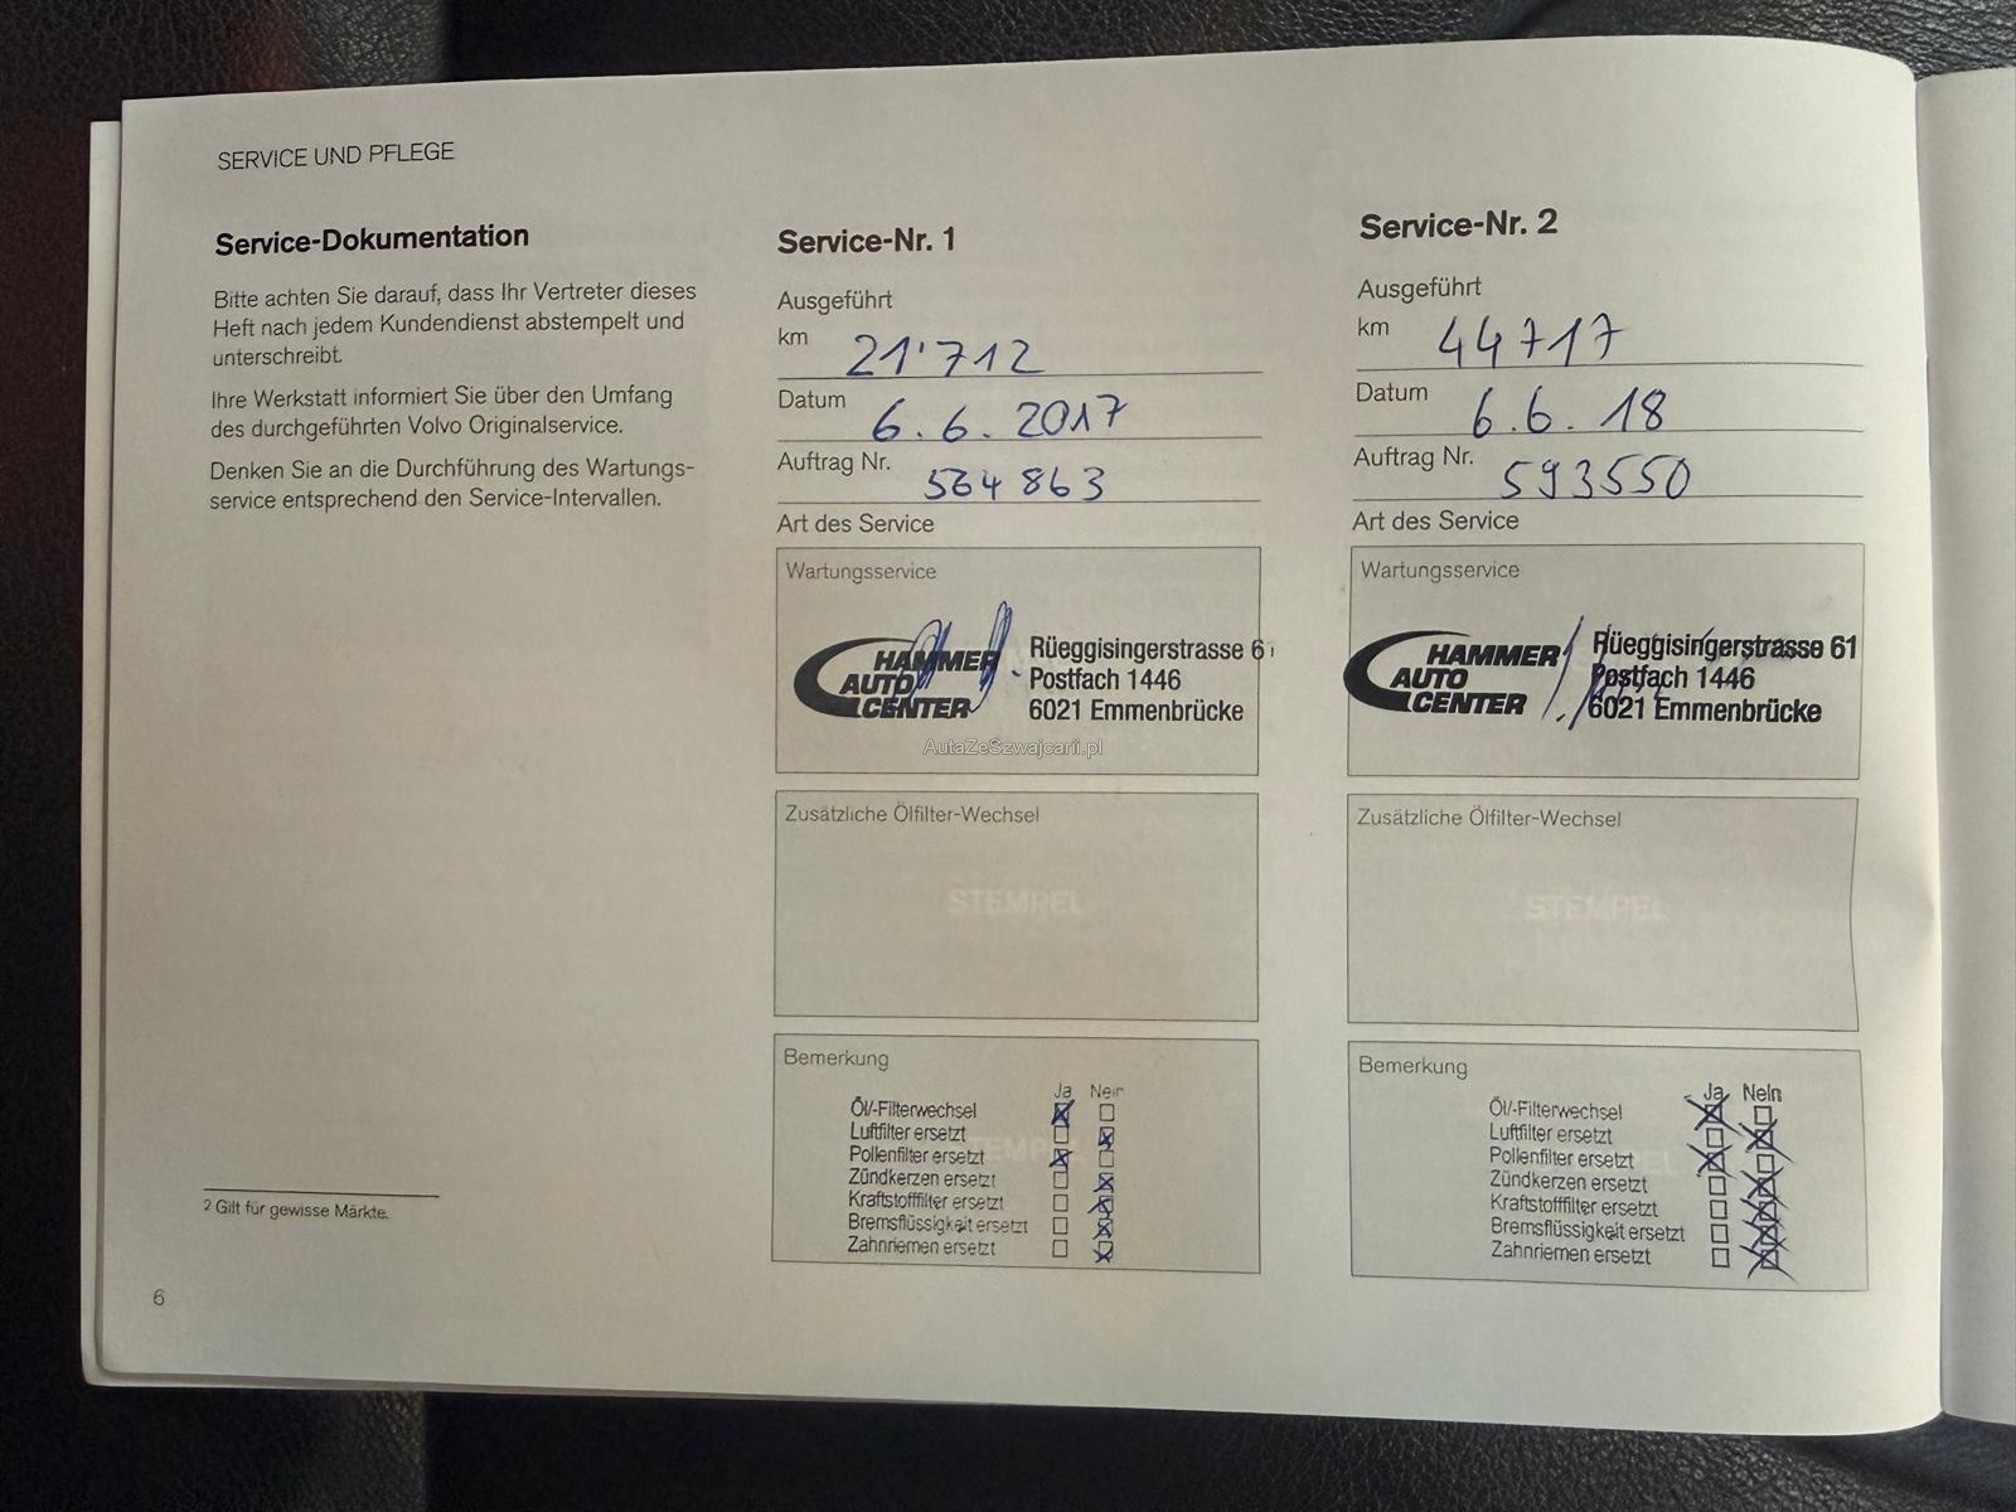 SERVICE UND PFLEGE
Service-Dokumentation
Bitte achten Sie darauf, dass Ihr Vertreter dieses
Heft nach jedem Kundendienst abstempelt und
unterschreibt.
Ihre Werkstatt informiert Sie über den Umfang
des durchgeführten Volvo Originalservice.
Denken Sie an die Durchführung des Wartungs-
service entsprechend den Service-Intervallen.
2 Gilt für gewisse Märkte.
6
Service-Nr. 1
Ausgeführt
km 21'712
Datum 6.6.2017
Auftrag Nr. 564863
Art des Service
Wartungsservice
HAMMER
AUTO
CENTER
Rüeggisingerstrasse 61
Postfach 1446
6021 Emmenbrücke
AutaZeSzwajcarii.pl
Zusätzliche Ölfilter-Wechsel
STEMPEL
Bemerkung
Ja Nein
Öl/-Filterwechsel
Luftfilter ersetzt
Pollenfilter ersetzt
Zündkerzen ersetzt
Kraftstofffilter ersetzt
Bremsflüssigkeit ersetzt
Zahnriemen ersetzt
Service-Nr. 2
Ausgeführt
km 44717
Datum 6.6.18
Auftrag Nr. 593550
Art des Service
Wartungsservice
HAMMER
AUTO
CENTER
Rüeggisingerstrasse 61
Postfach 1446
6021 Emmenbrücke
Zusätzliche Ölfilter-Wechsel
STEMPEL
Bemerkung
Ja Nein
Öl/-Filterwechsel
Luftfilter ersetzt
Pollenfilter ersetzt
Zündkerzen ersetzt
Kraftstofffilter ersetzt
Bremsflüssigkeit ersetzt
Zahnriemen ersetzt